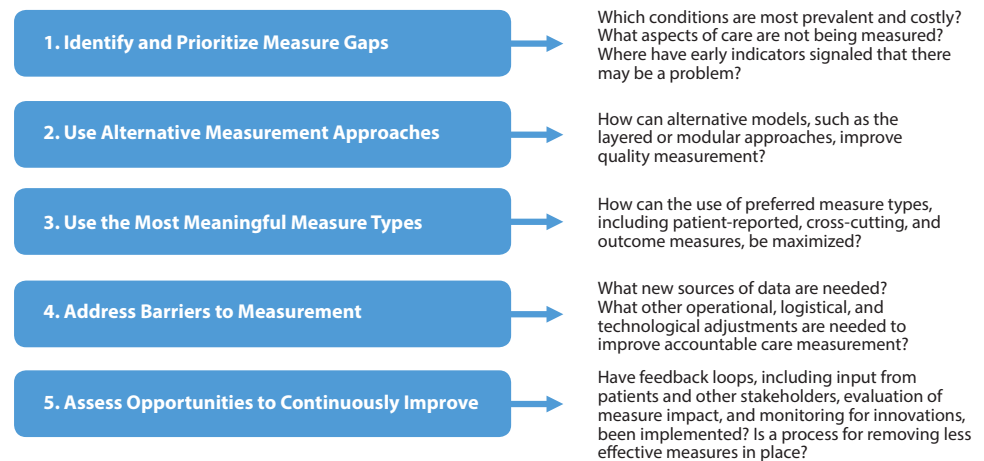 1. Identify and Prioritize Measure Gaps
Which conditions are most prevalent and costly?
What aspects of care are not being measured?
Where have early indicators signaled that there
may be a problem?
2. Use Alternative Measurement Approaches
How can alternative models, such as the
layered or modular approaches, improve
quality measurement?
3. Use the Most Meaningful Measure Types
How can the use of preferred measure types,
including patient-reported, cross-cutting, and
outcome measures, be maximized?
4. Address Barriers to Measurement
What new sources of data are needed?
What other operational, logistical, and
technological adjustments are needed to
improve accountable care measurement?
5. Assess Opportunities to Continuously Improve
Have feedback loops, including input from
patients and other stakeholders, evaluation of
measure impact, and monitoring for innovations,
been implemented? Is a process for removing less
effective measures in place?